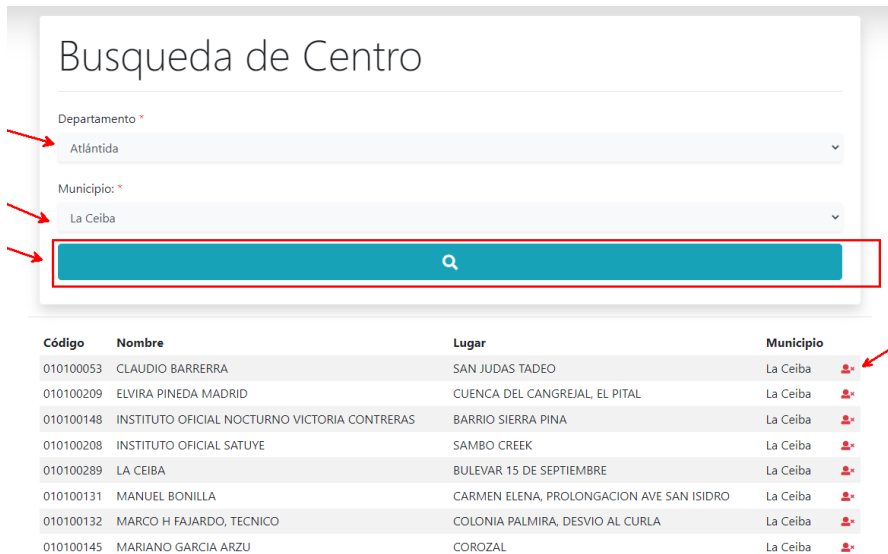 Busqueda de Centro
Departamento *
Atlántida
Municipio: *
La Ceiba
Código Nombre Lugar Municipio
010100053 CLAUDIO BARRERRA SAN JUDAS TADEO La Ceiba
010100209 ELVIRA PINEDA MADRID CUENCA DEL CANGREJAL, EL PITAL La Ceiba
010100148 INSTITUTO OFICIAL NOCTURNO VICTORIA CONTRERAS BARRIO SIERRA PINA La Ceiba
010100208 INSTITUTO OFICIAL SATUYE SAMBO CREEK La Ceiba
010100289 LA CEIBA BULEVAR 15 DE SEPTIEMBRE La Ceiba
010100131 MANUEL BONILLA CARMEN ELENA, PROLONGACION AVE SAN ISIDRO La Ceiba
010100132 MARCO H FAJARDO, TECNICO COLONIA PALMIRA, DESVIO AL CURLA La Ceiba
010100145 MARIANO GARCIA ARZU COROZAL La Ceiba